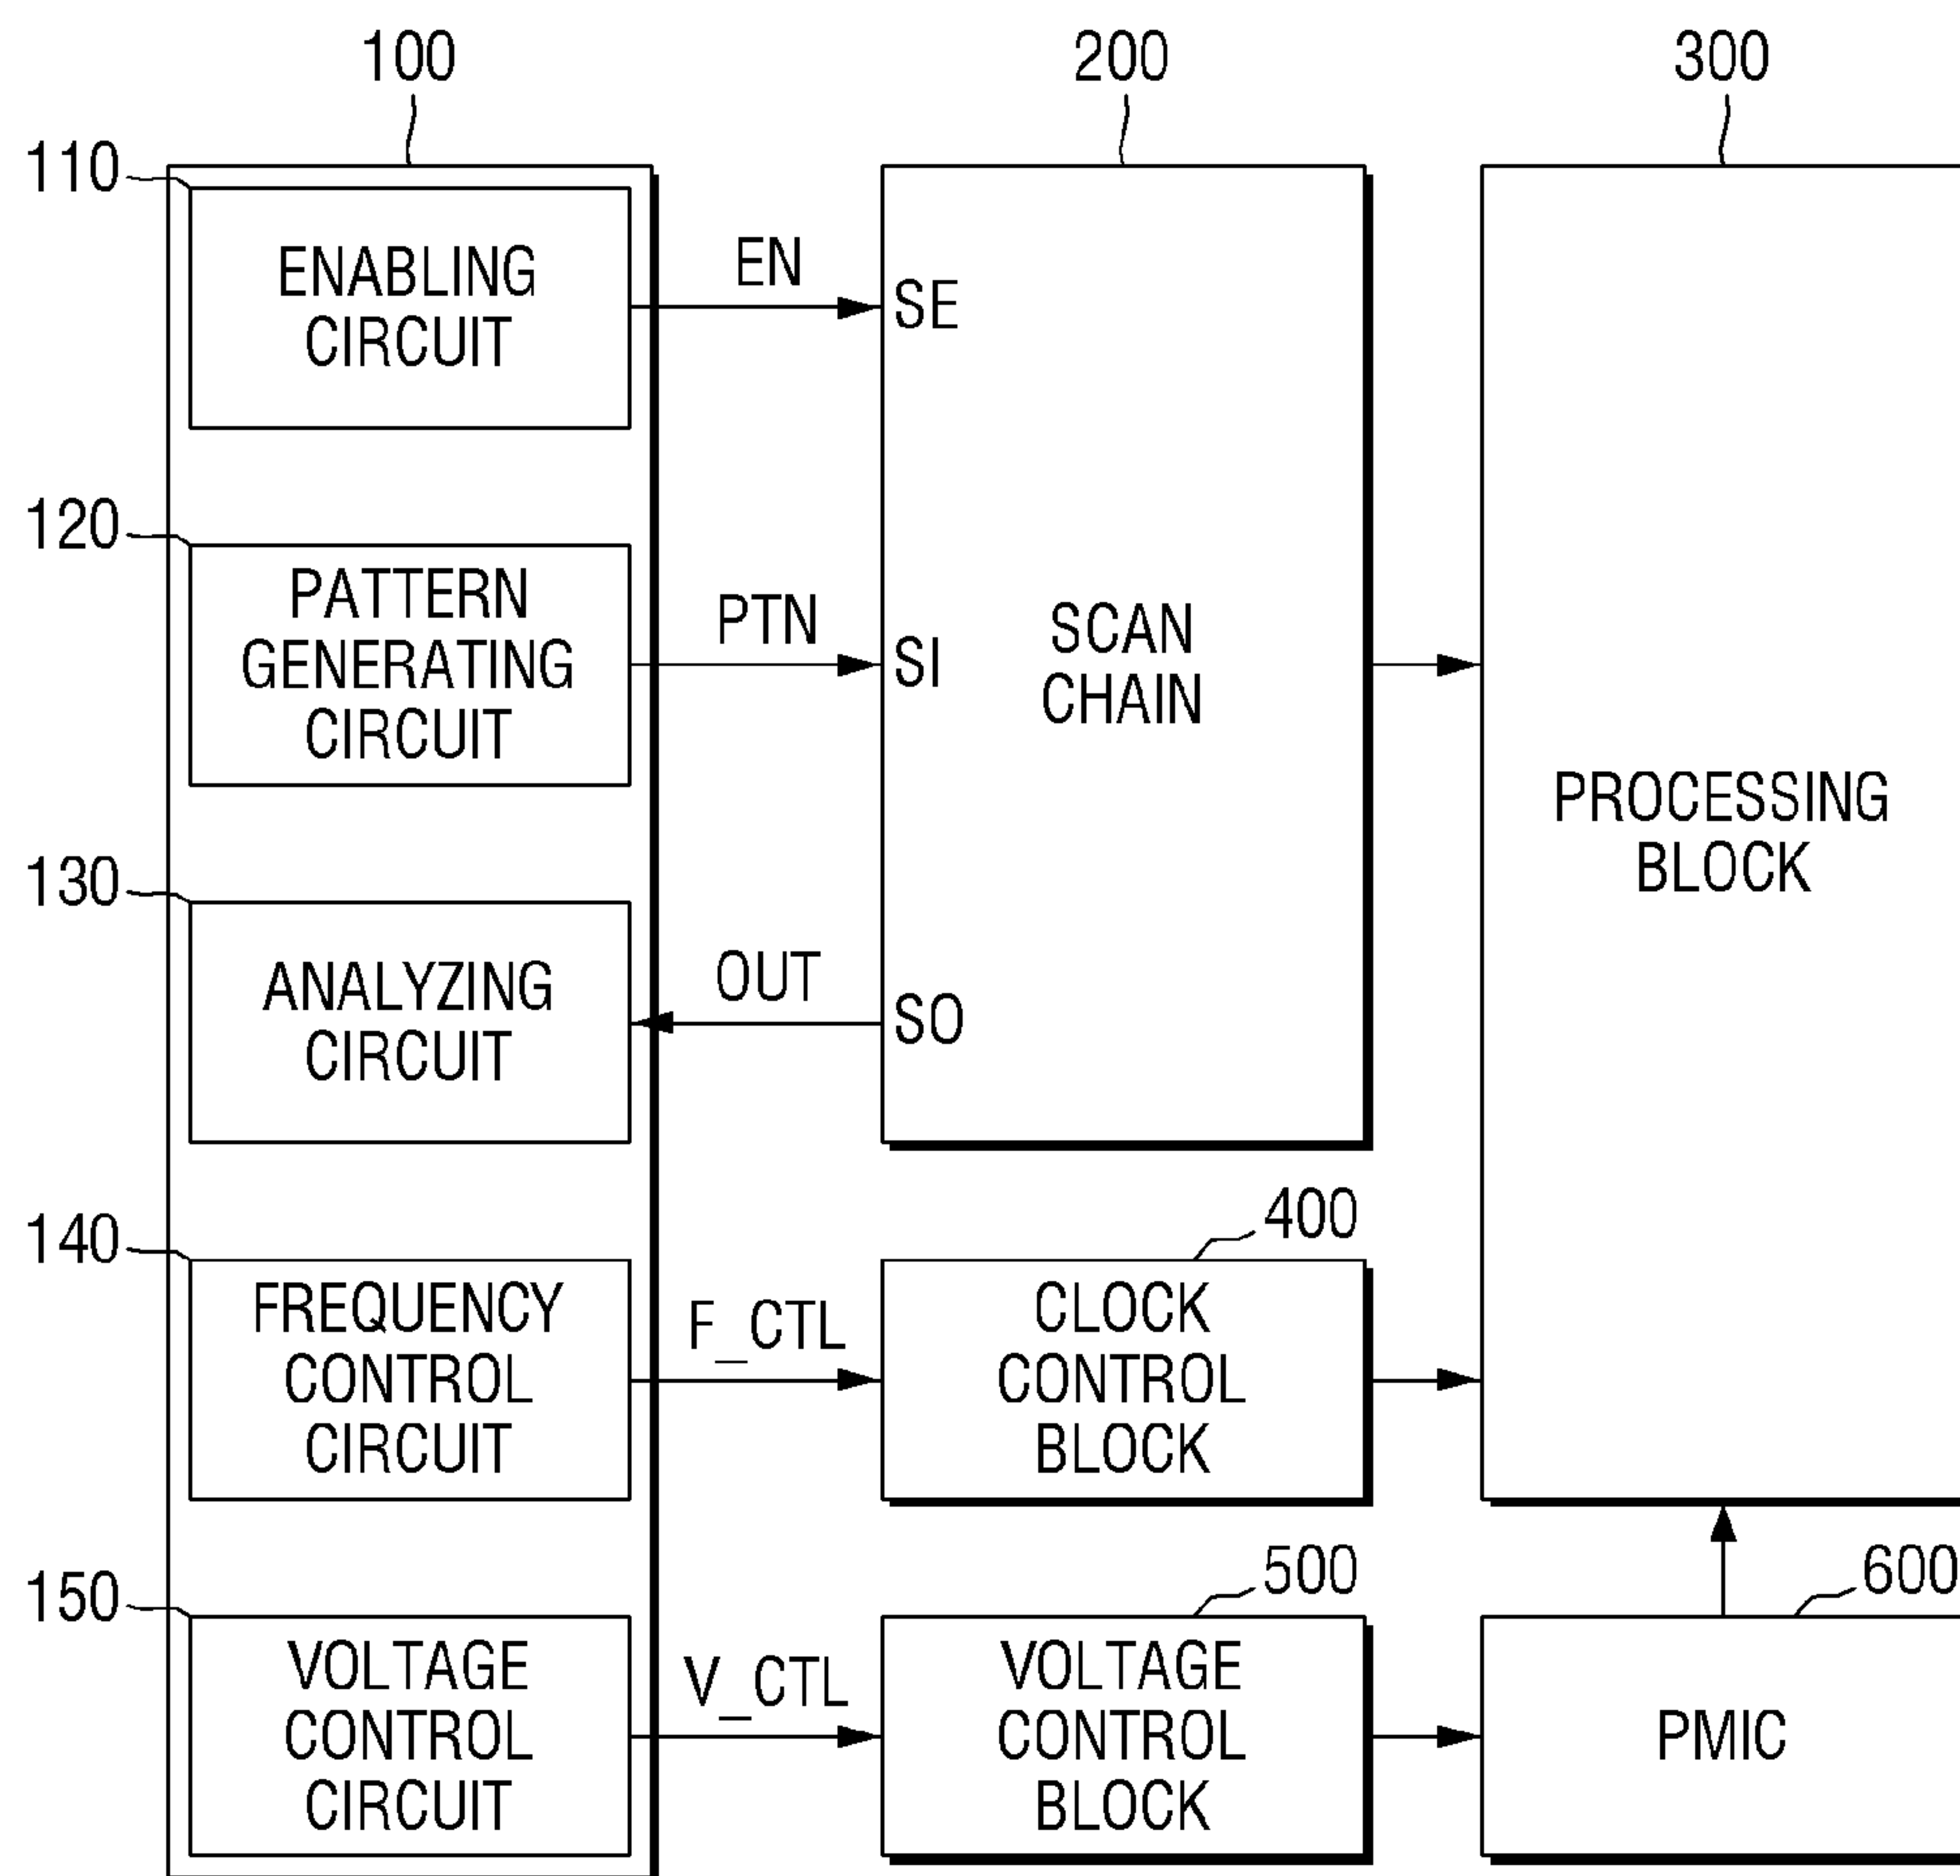 100
200
300
110
ENABLING
CIRCUIT
EN
SE
120
PATTERN
GENERATING
CIRCUIT
PTN
SI
SCAN
CHAIN
PROCESSING
BLOCK
130
ANALYZING
CIRCUIT
OUT
SO
140
FREQUENCY
CONTROL
CIRCUIT
F_CTL
400
CLOCK
CONTROL
BLOCK
150
VOLTAGE
CONTROL
CIRCUIT
V_CTL
500
VOLTAGE
CONTROL
BLOCK
600
PMIC